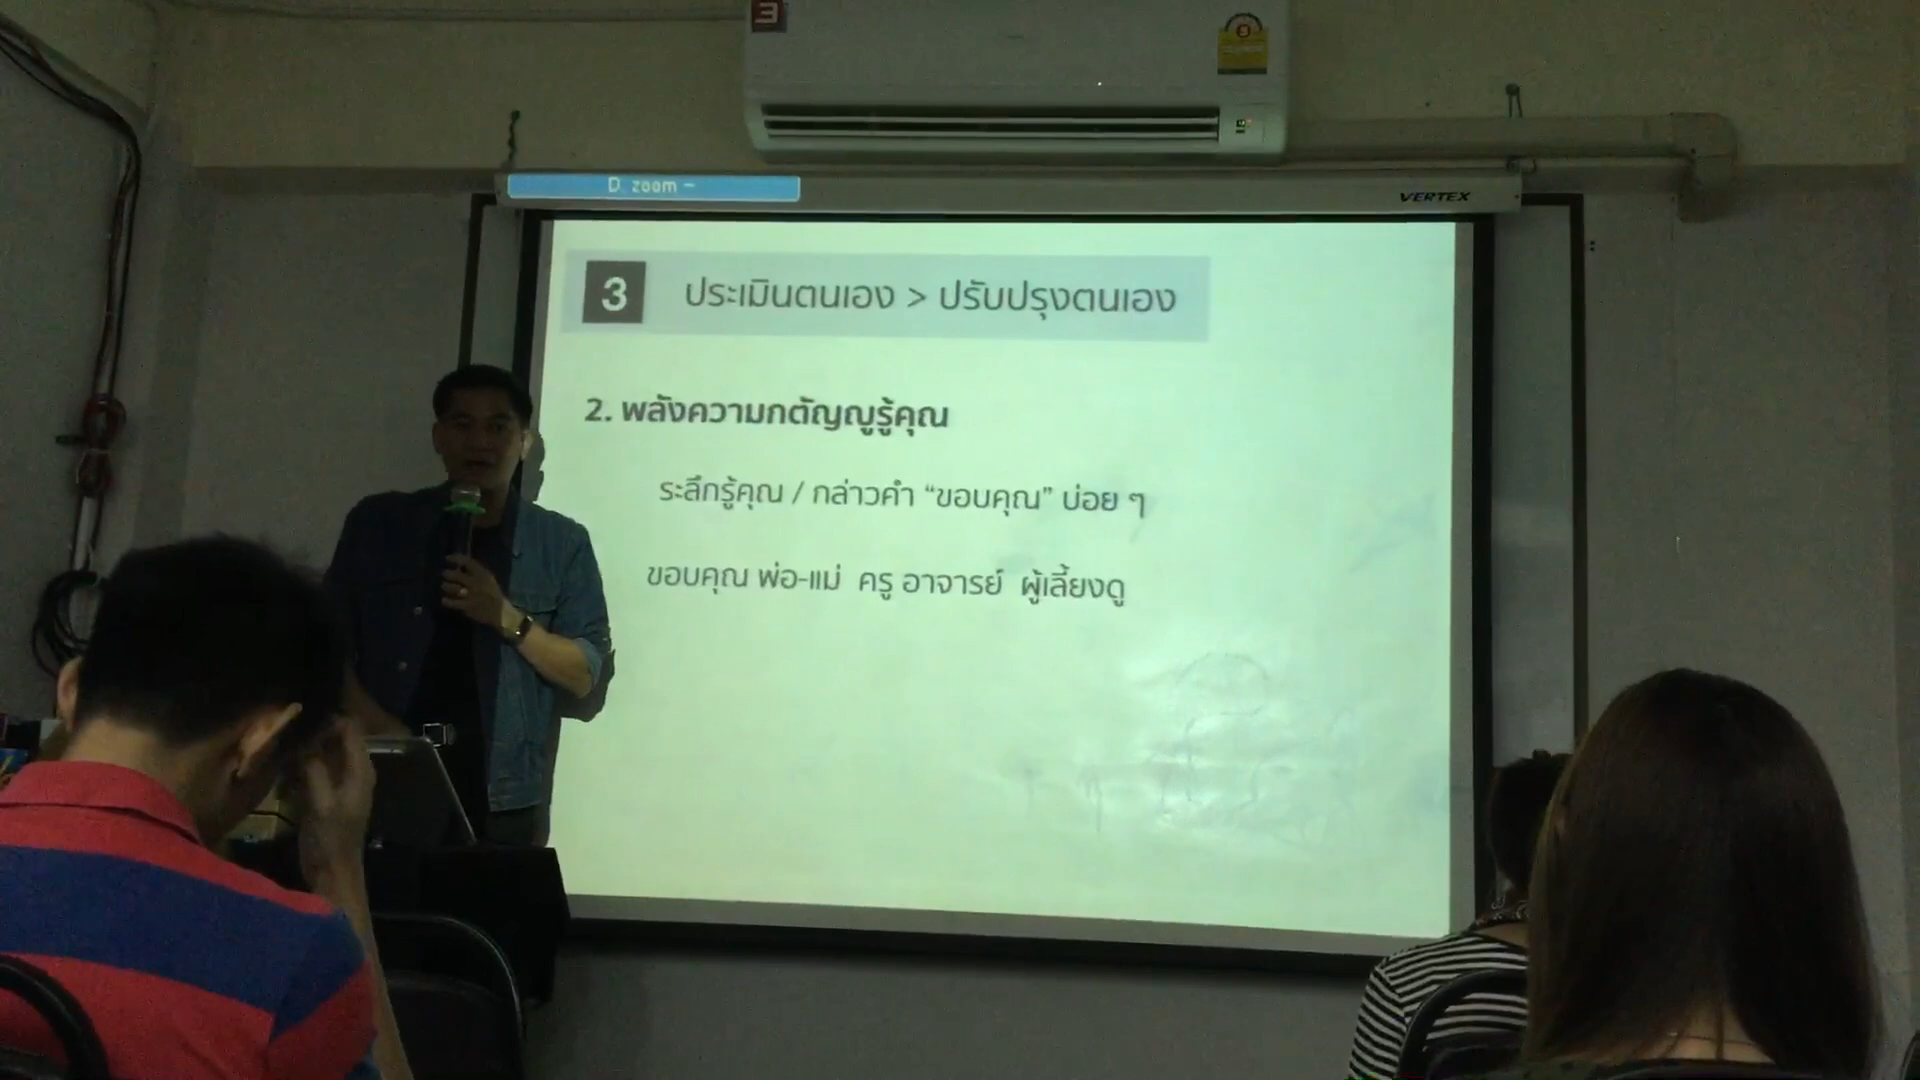 3
D. zoom -
VERTEX
3 ประเมินตนเอง > ปรับปรุงตนเอง
2. พลังความกตัญญูรู้คุณ
ระลึกรู้คุณ / กล่าวคำ “ขอบคุณ” บ่อย ๆ
ขอบคุณ พ่อ-แม่ ครู อาจารย์ ผู้เลี้ยงดู